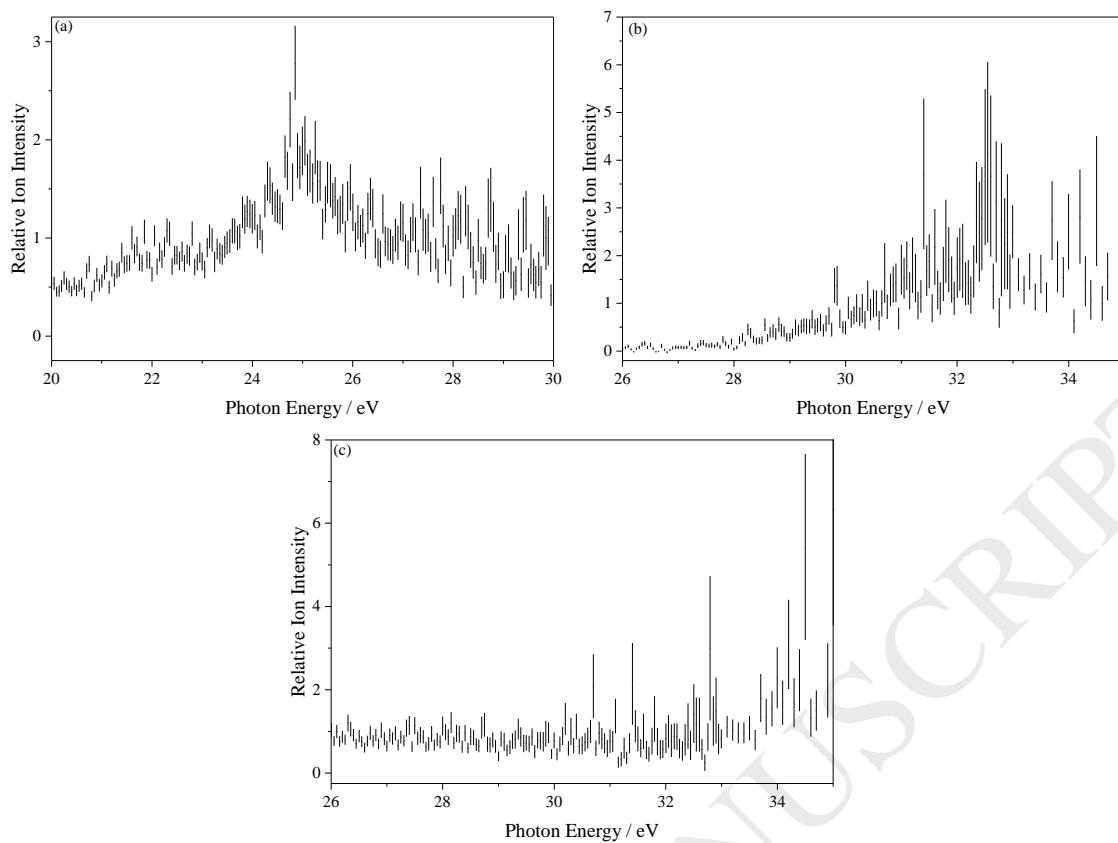 (a)
3
2
1
0
Relative Ion Intensity
20 22 24 26 28 30
Photon Energy / eV
(b)
7
6
5
4
3
2
1
0
Relative Ion Intensity
26 28 30 32 34
Photon Energy / eV
(c)
8
6
4
2
0
Relative Ion Intensity
26 28 30 32 34
Photon Energy / eV
NUSCRIPT